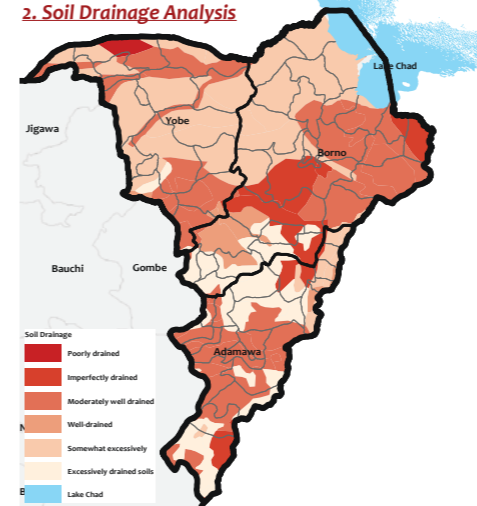 2. Soil Drainage Analysis
Lake Chad
Jigawa
Yobe
Borno
Bauchi
Gombe
Adamawa
Soil Drainage
Poorly drained
Imperfectly drained
Moderately well drained
Well-drained
Somewhat excessively
Excessively drained soils
Lake Chad